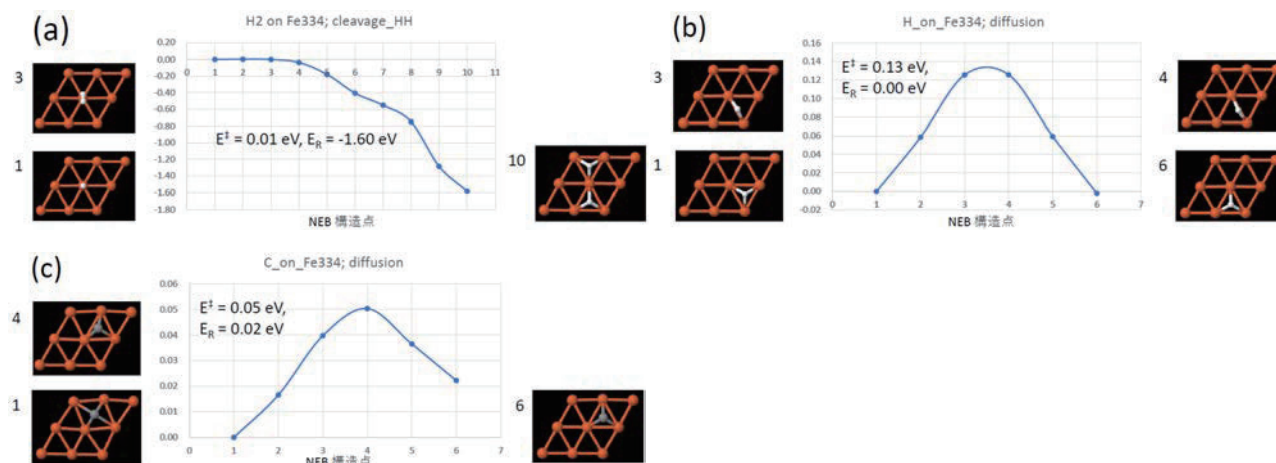 (a)
H2 on Fe334; cleavage_HH
3
1
0.20
0.00
-0.20
-0.40
-0.60
-0.80
-1.00
-1.20
-1.40
-1.60
-1.80
0 1 2 3 4 5 6 7 8 9 10 11
E‡ = 0.01 eV, ER = -1.60 eV
NEB 構造点
10
(b)
H_on_Fe334; diffusion
3
1
0.16
0.14
0.12
0.10
0.08
0.06
0.04
0.02
0.00
-0.02
E‡ = 0.13 eV,
ER = 0.00 eV
0 1 2 3 4 5 6 7
NEB 構造点
4
6
(c)
C_on_Fe334; diffusion
4
1
0.06
0.05
0.04
0.03
0.02
0.01
0.00
E‡ = 0.05 eV,
ER = 0.02 eV
0 1 2 3 4 5 6 7
NEB 構造点
6